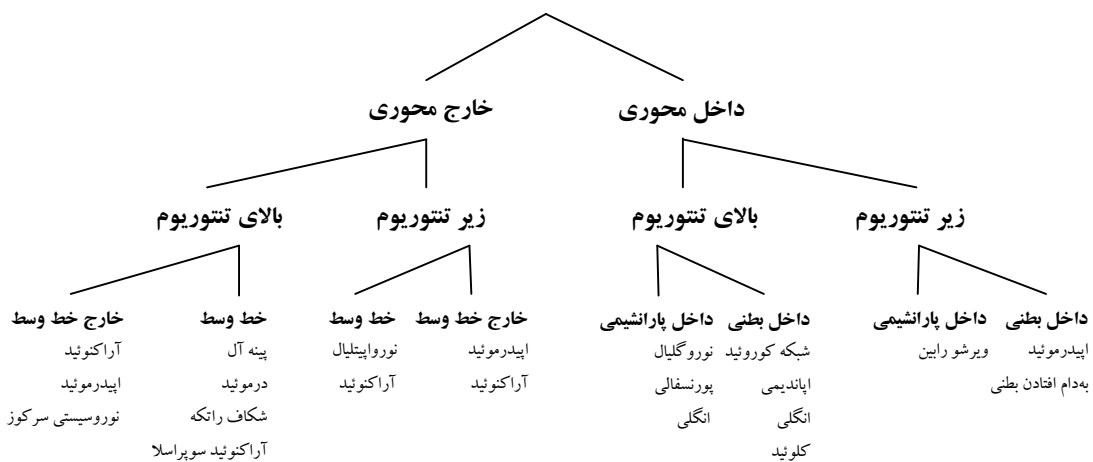 داخل محوری
خارج محوری
زیر تنتوریوم
بالای تنتوریوم
زیر تنتوریوم
بالای تنتوریوم
داخل بطنی
اپیدرموئید
به‌دام افتادن بطنی
داخل پارانشیمی
ویرشو رابین
داخل بطنی
شبکه کوروئید
اپاندیمی
انگلی
کلوئید
داخل پارانشیمی
نوروگلیال
پورنسفالی
انگلی
خارج خط وسط
اپیدرموئید
آراکنوئید
خط وسط
نورواپیتلیال
آراکنوئید
خط وسط
پینه آل
درموئید
شکاف راتکه
آراکنوئید سوپراسلا
خارج خط وسط
آراکنوئید
اپیدرموئید
نوروسیستی سرکوز